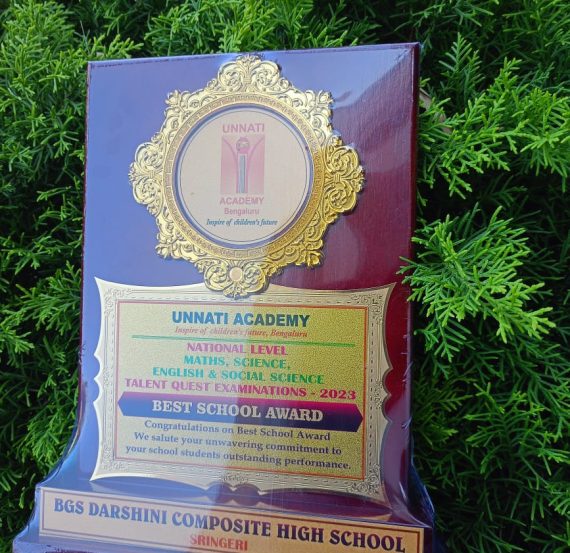 UNNATI
ACADEMY
Bengaluru
Inspire of children's future
UNNATI ACADEMY
Inspire of children's future, Bengaluru
NATIONAL LEVEL
MATHS, SCIENCE,
ENGLISH & SOCIAL SCIENCE
TALENT QUEST EXAMINATIONS - 2023
BEST SCHOOL AWARD
Congratulations on Best School Award
We salute your unwavering commitment to
your school students outstanding performance.
BGS DARSHINI COMPOSITE HIGH SCHOOL
SRINGERI